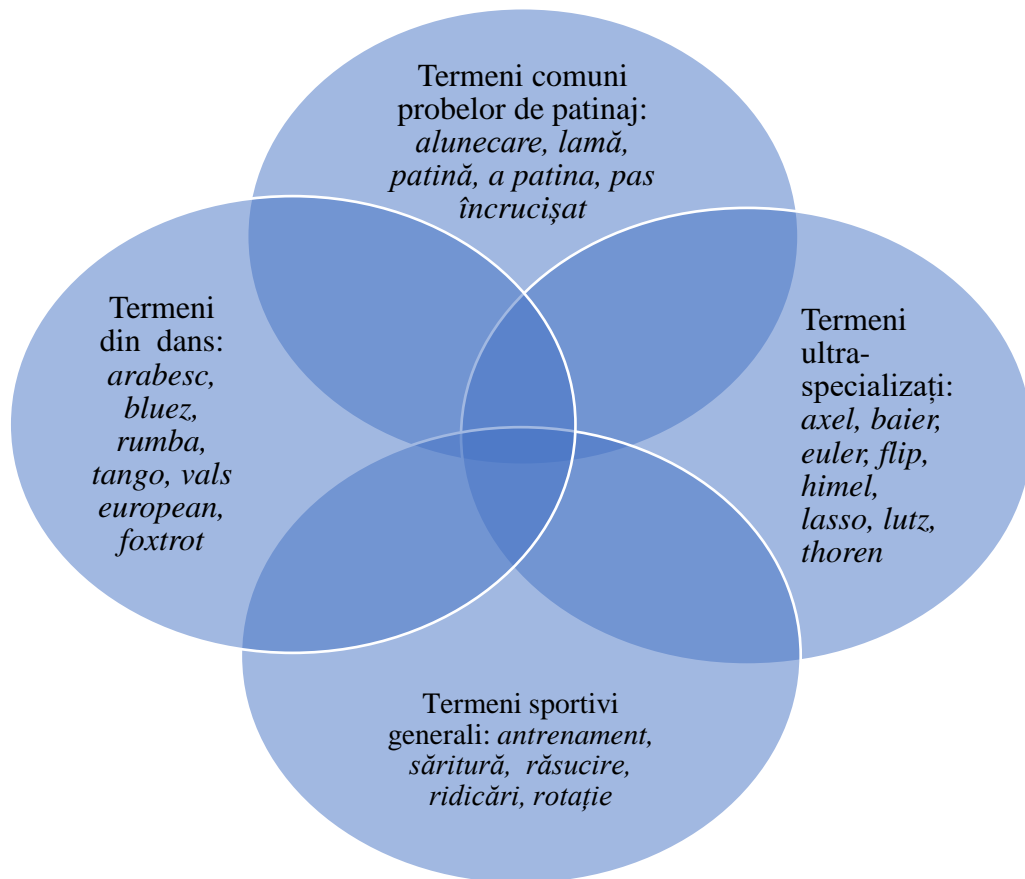 Termeni comuni
probelor de patinaj:
alunecare, lamă,
patină, a patina, pas
încrucișat
Termeni
din dans:
arabesc,
bluez,
rumba,
tango, vals
european,
foxtrot
Termeni
ultra-
specializați:
axel, baier,
euler, flip,
himel,
lasso, lutz,
thoren
Termeni sportivi
generali: antrenament,
săritură, răsucire,
ridicări, rotație